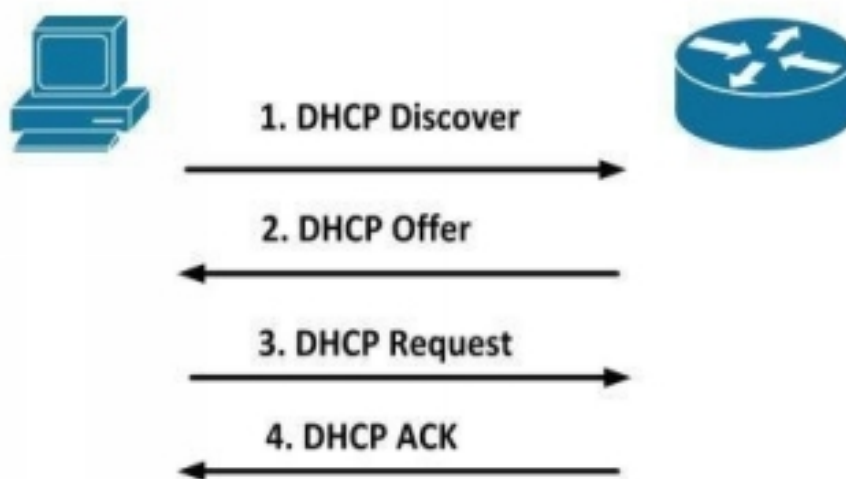 1. DHCP Discover
2. DHCP Offer
3. DHCP Request
4. DHCP ACK